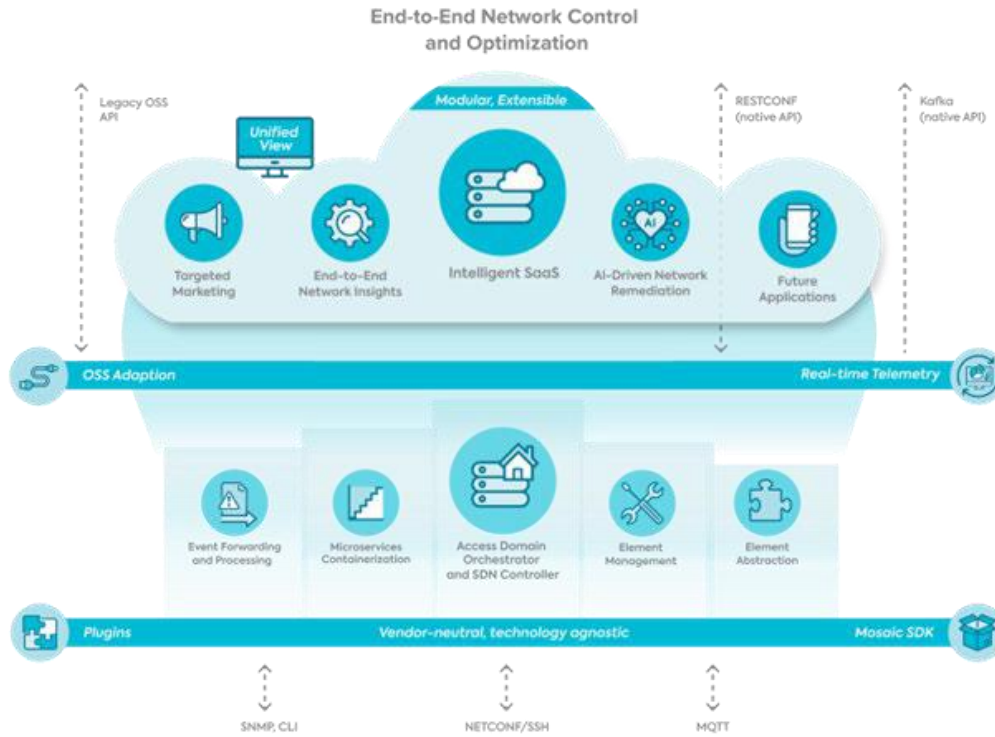 End-to-End Network Control
and Optimization
Legacy OSS
API
Unified
View
Modular, Extensible
RESTCONF
(native API)
Kafka
(native API)
Targeted
Marketing
End-to-End
Network Insights
Intelligent SaaS
AI
AI-Driven Network
Remediation
Future
Applications
OSS Adaption
Real-time Telemetry
Event Forwarding
and Processing
Microservices
Containerization
Access Domain
Orchestrator
and SDN Controller
Element
Management
Element
Abstraction
Plugins
Vendor-neutral, technology agnostic
Mosaic SDK
SNMP, CLI
NETCONF/SSH
MQTT